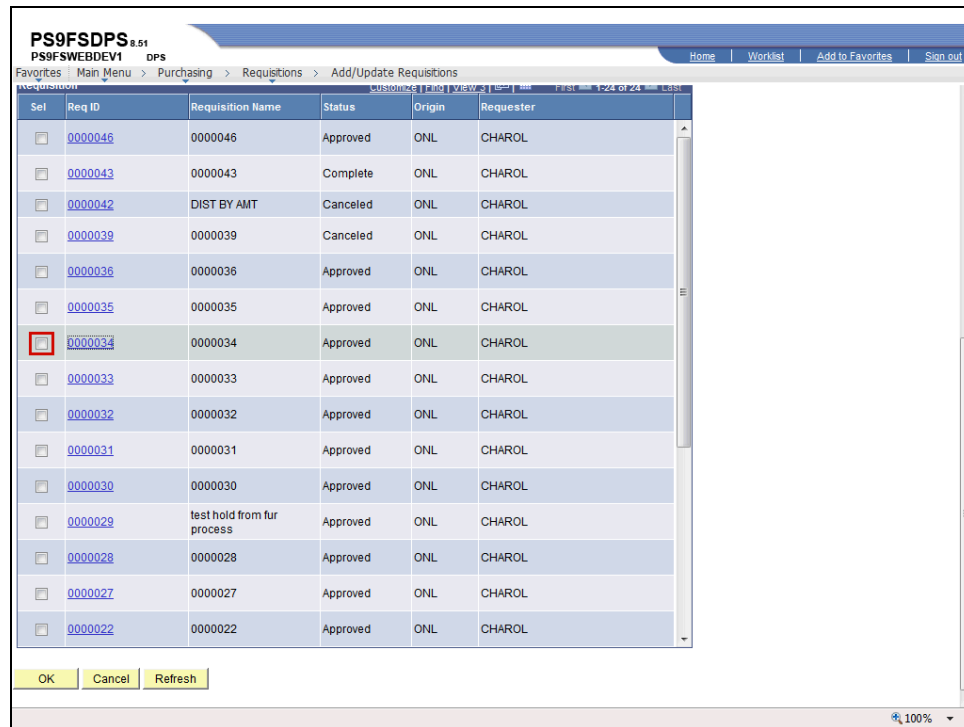 PS9FSDPS 8.51
PS9FSWEBDEV1 DPS
Home | Worklist | Add to Favorites | Sign out
Favorites Main Menu > Purchasing > Requisitions > Add/Update Requisitions
Requisition Customize | Find | View 3 | First 1-24 of 24 Last
Sel Req ID Requisition Name Status Origin Requester
0000046 0000046 Approved ONL CHAROL
0000043 0000043 Complete ONL CHAROL
0000042 DIST BY AMT Canceled ONL CHAROL
0000039 0000039 Canceled ONL CHAROL
0000036 0000036 Approved ONL CHAROL
0000035 0000035 Approved ONL CHAROL
0000034 0000034 Approved ONL CHAROL
0000033 0000033 Approved ONL CHAROL
0000032 0000032 Approved ONL CHAROL
0000031 0000031 Approved ONL CHAROL
0000030 0000030 Approved ONL CHAROL
0000029 test hold from fur process Approved ONL CHAROL
0000028 0000028 Approved ONL CHAROL
0000027 0000027 Approved ONL CHAROL
0000022 0000022 Approved ONL CHAROL
OK Cancel Refresh
100%